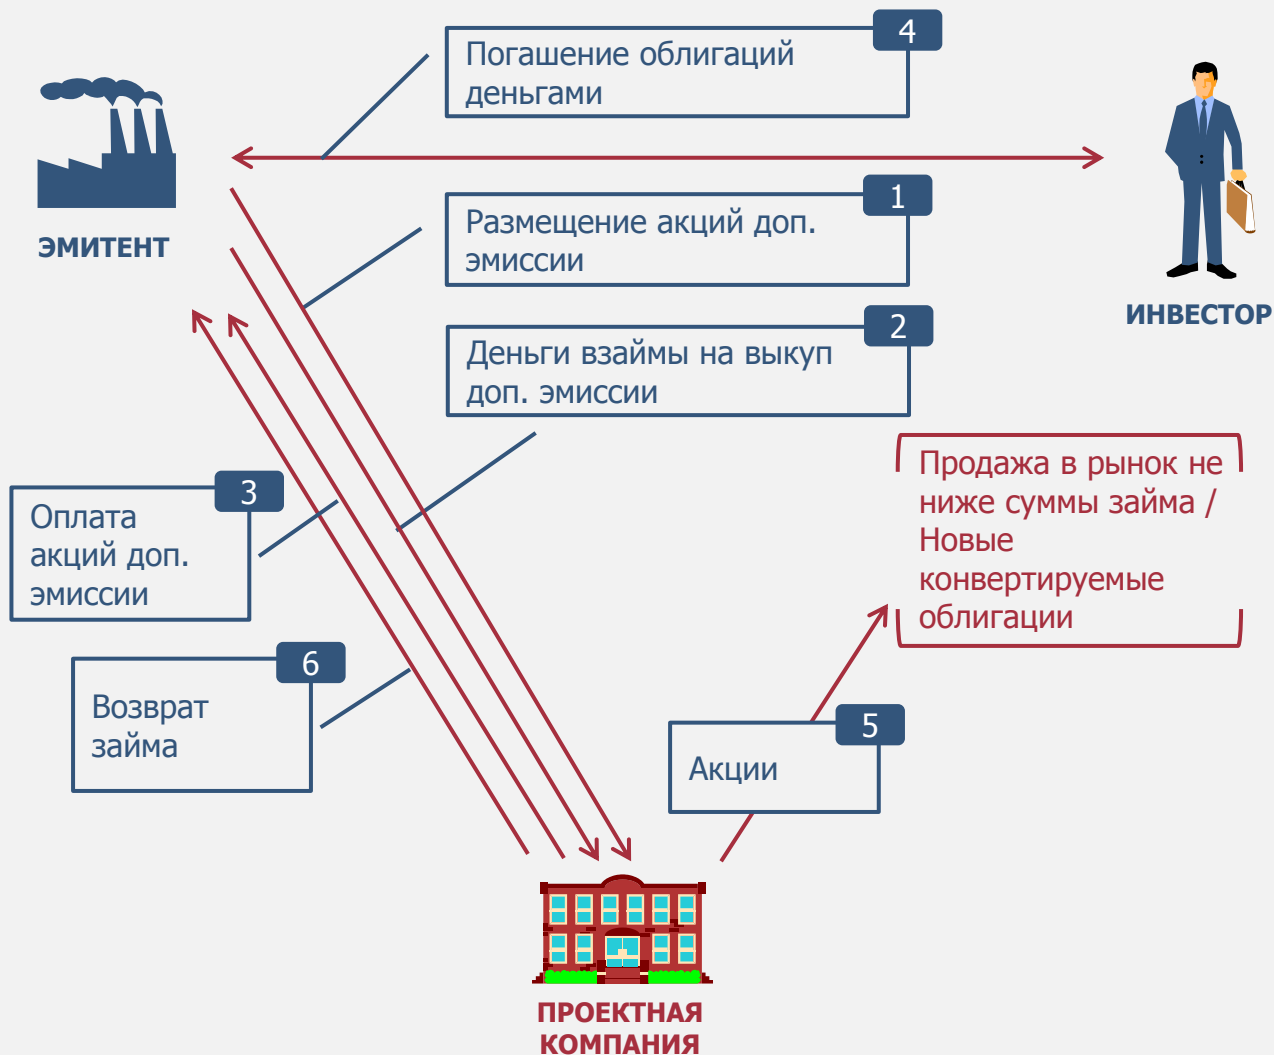 4
Погашение облигаций
деньгами
ЭМИТЕНТ
1
Размещение акций доп.
эмиссии
ИНВЕСТОР
2
Деньги взаймы на выкуп
доп. эмиссии
3
Оплата
акций доп.
эмиссии
Продажа в рынок не
ниже суммы займа /
Новые
конвертируемые
облигации
6
Возврат
займа
5
Акции
ПРОЕКТНАЯ
КОМПАНИЯ